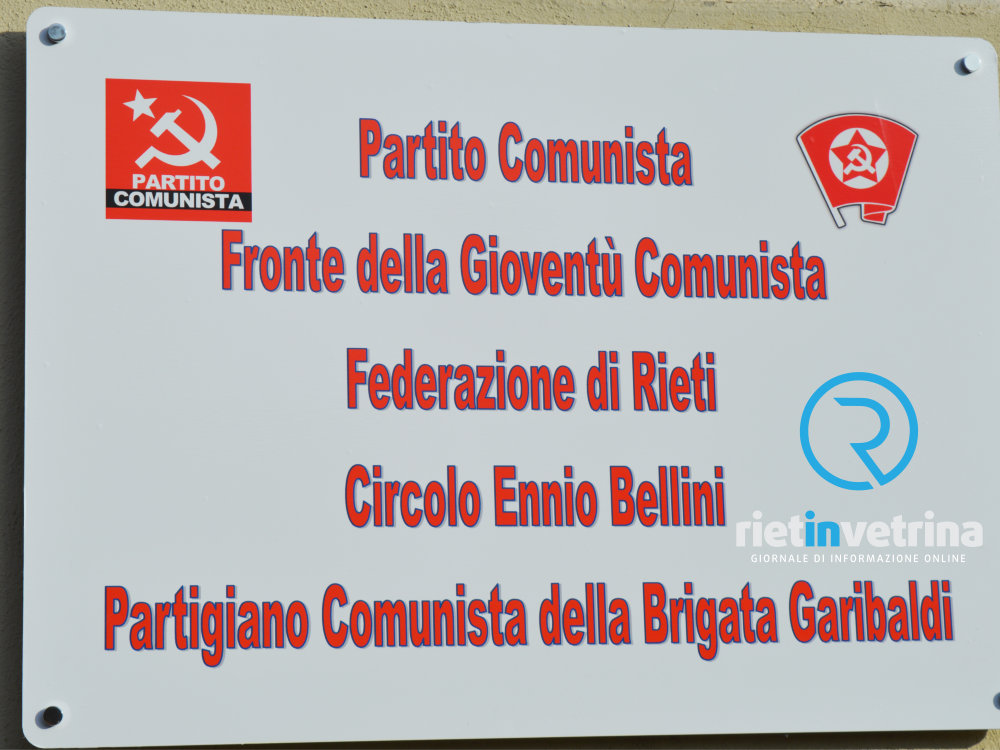 PARTITO
COMUNISTA
Partito Comunista
Fronte della Gioventù Comunista
Federazione di Rieti
Circolo Ennio Bellini
Partigiano Comunista della Brigata Garibaldi
rietinvetrina
GIORNALE DI INFORMAZIONE ONLINE